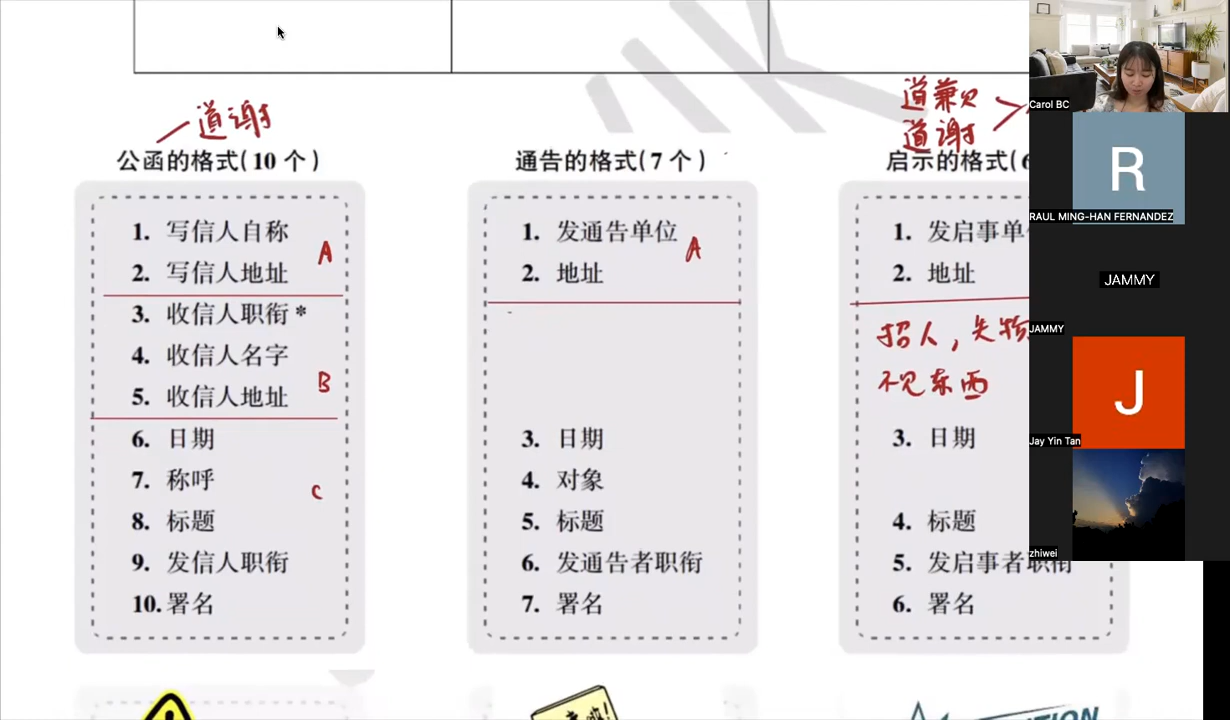 道谢
公函的格式(10 个)
1. 写信人自称
2. 写信人地址
A
3. 收信人职衔 *
4. 收信人名字
5. 收信人地址
B
6. 日期
7. 称呼
C
8. 标题
9. 发信人职衔
10. 署名
通告的格式(7 个)
1. 发通告单位
A
2. 地址
3. 日期
4. 对象
5. 标题
6. 发通告者职衔
7. 署名
道歉
道谢
启示的格式(6
1. 发启事单
2. 地址
招人，失物
不见东西
3. 日期
4. 标题
5. 发启事者职衔
6. 署名
Carol BC
R
RAUL MING-HAN FERNANDEZ
JAMMY
JAMMY
J
Jay Yin Tan
zhiwei